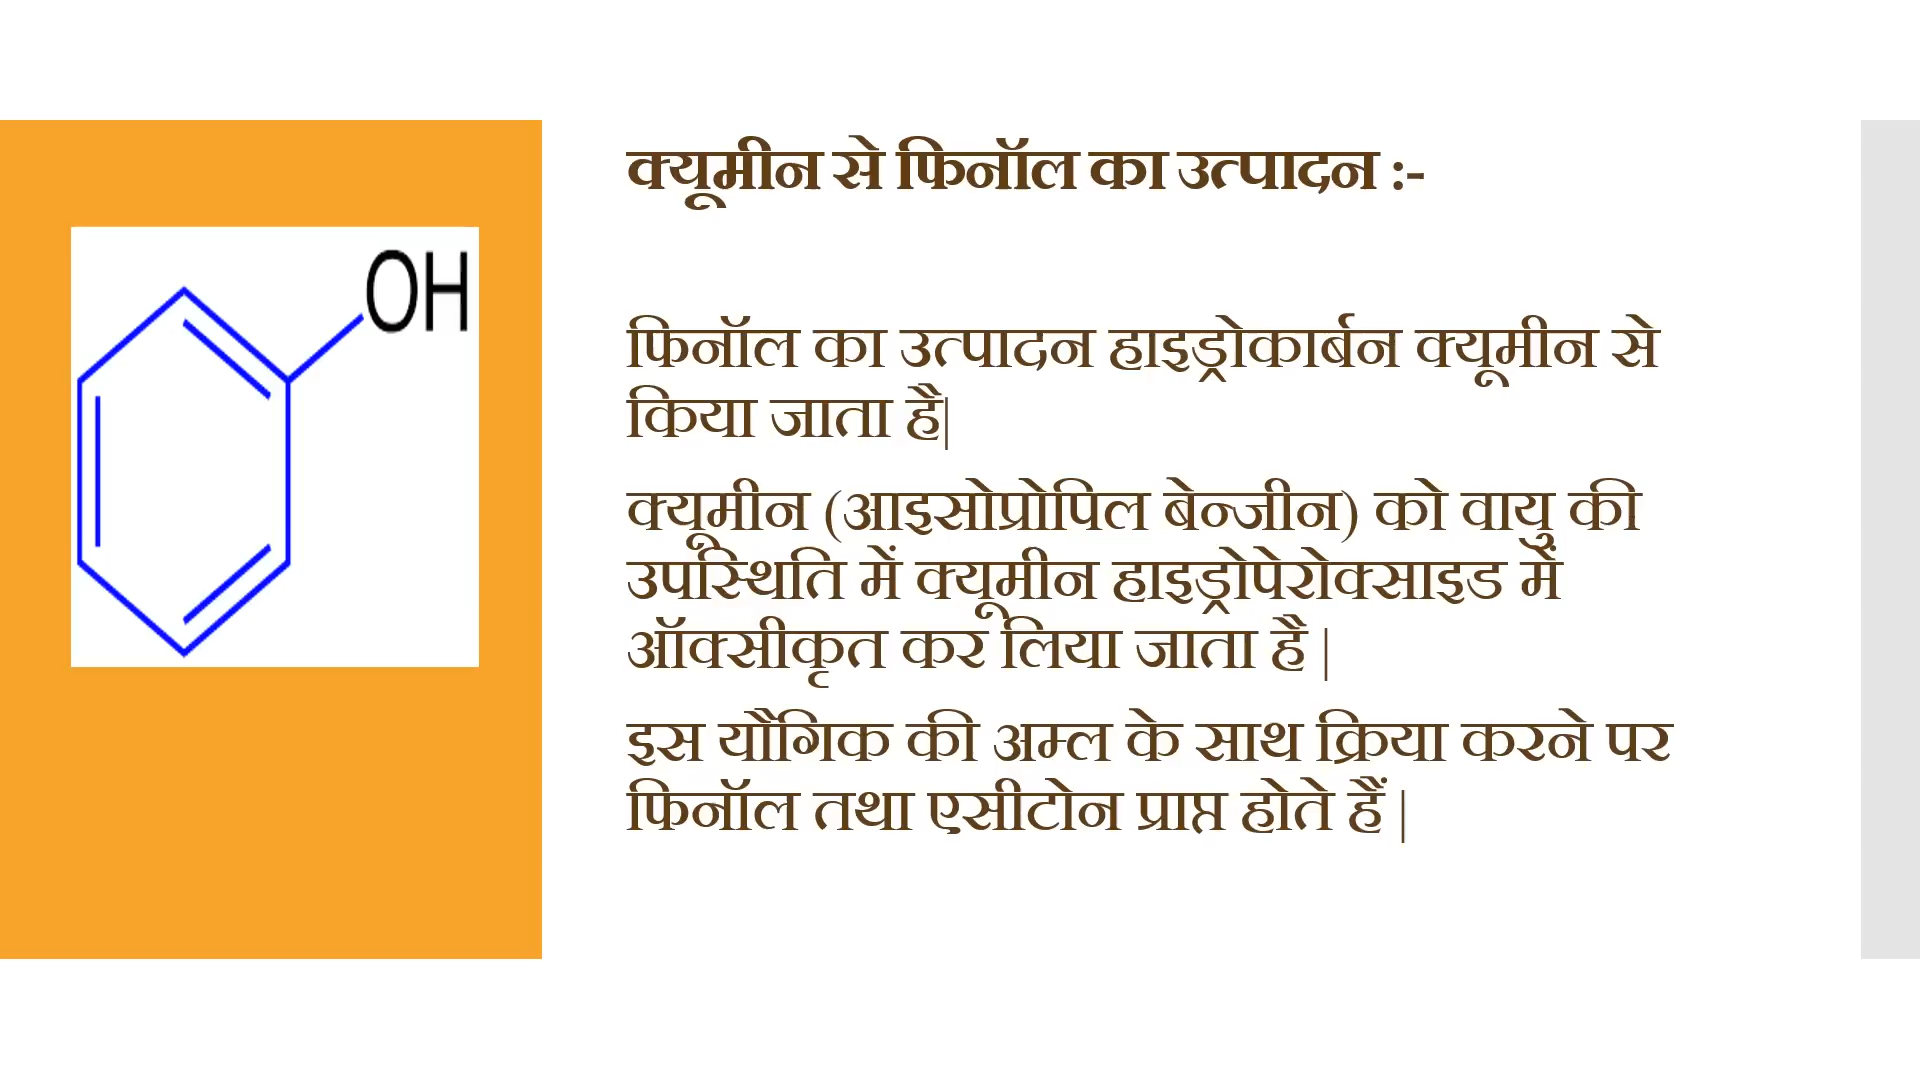 क्यूमीन से फिनॉल का उत्पादन :-
OH
फिनॉल का उत्पादन हाइड्रोकार्बन क्यूमीन से
किया जाता है|
क्यूमीन (आइसोप्रोपिल बेन्जीन) को वायु की
उपस्थिति में क्यूमीन हाइड्रोपेरोक्साइड में
ऑक्सीकृत कर लिया जाता है |
इस यौगिक की अम्ल के साथ क्रिया करने पर
फिनॉल तथा एसीटोन प्राप्त होते हैं |